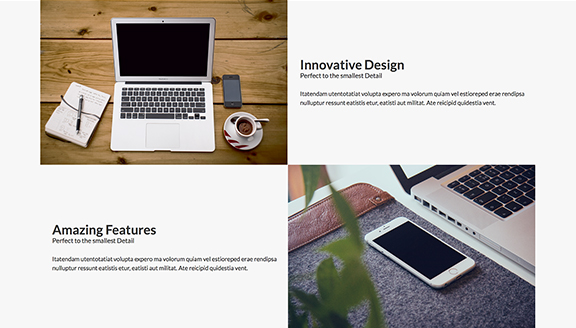 Innovative Design
Perfect to the smallest Detail
Itatendam utentotatiat volupta expero ma volorum quiam vel estioreped erae rendipsa
nulluptur ressunt eatistis etur, eatisti aut militat. Ate reicipid quidestia vent.
Amazing Features
Perfect to the smallest Detail
Itatendam utentotatiat volupta expero ma volorum quiam vel estioreped erae rendipsa
nulluptur ressunt eatistis etur, eatisti aut militat. Ate reicipid quidestia vent.